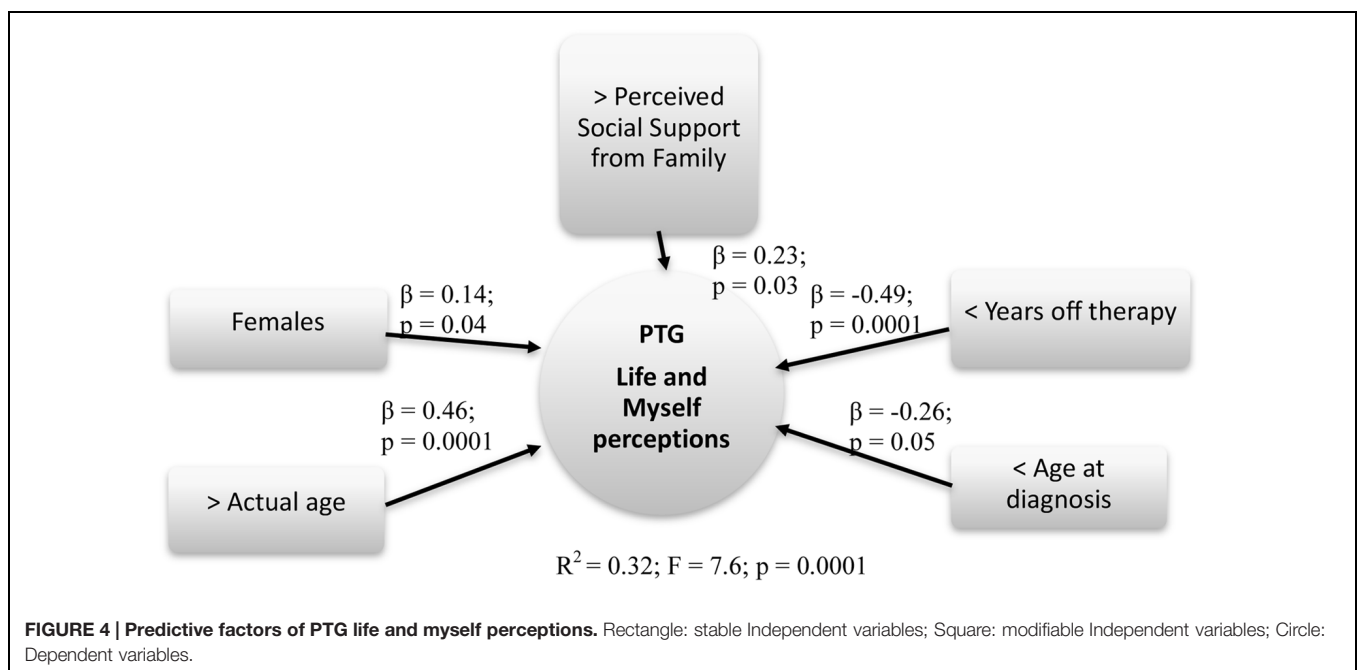 > Perceived
Social Support
from Family
β = 0.23;
p = 0.03
Females
β = 0.14;
p = 0.04
β = -0.49;
p = 0.0001
< Years off therapy
PTG
Life and
Myself
perceptions
> Actual age
β = 0.46;
p = 0.0001
β = -0.26;
p = 0.05
< Age at
diagnosis
R² = 0.32; F = 7.6; p = 0.0001
FIGURE 4 | Predictive factors of PTG life and myself perceptions. Rectangle: stable Independent variables; Square: modifiable Independent variables; Circle:
Dependent variables.